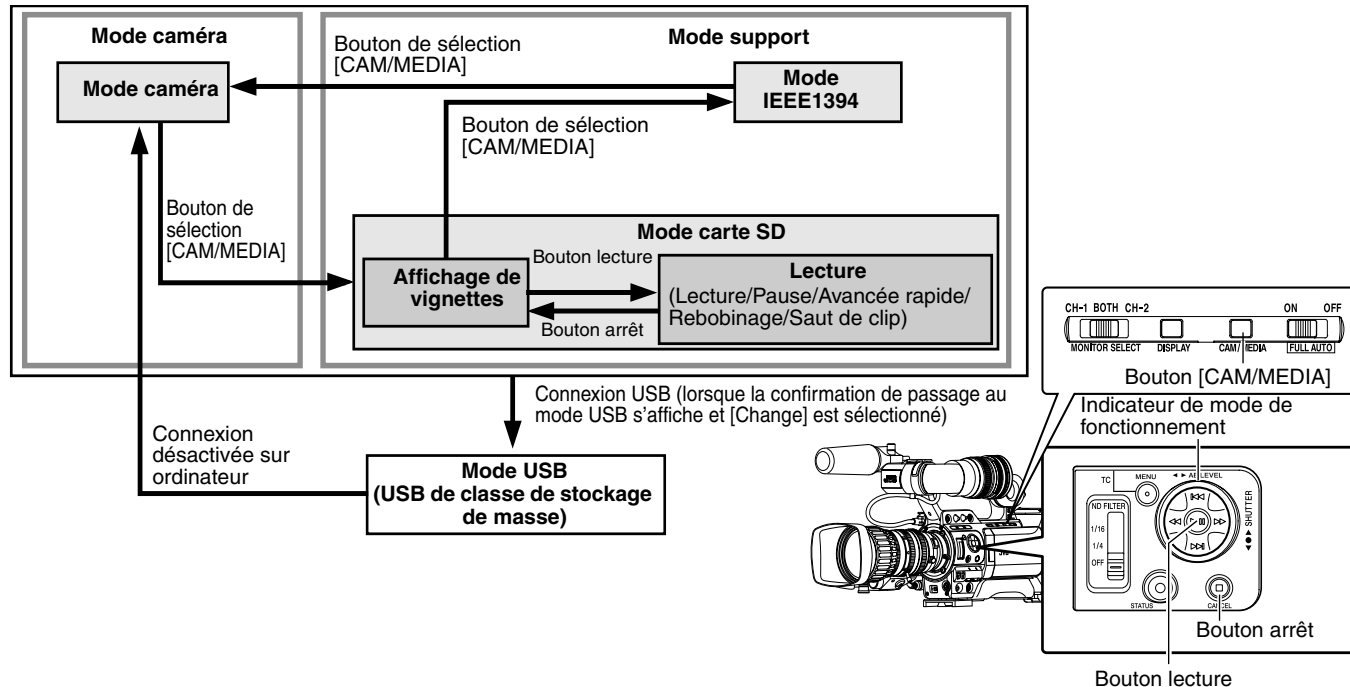 Mode caméra
Mode support
Bouton de sélection
[CAM/MEDIA]
Mode caméra
Mode
IEEE1394
Bouton de sélection
[CAM/MEDIA]
Bouton de
sélection
[CAM/MEDIA]
Mode carte SD
Bouton lecture
Affichage de
vignettes
Lecture
(Lecture/Pause/Avancée rapide/
Rebobinage/Saut de clip)
Bouton arrêt
Connexion USB (lorsque la confirmation de passage au
mode USB s'affiche et [Change] est sélectionné)
Connexion
désactivée sur
ordinateur
Mode USB
(USB de classe de stockage
de masse)
CH-1 BOTH CH-2
ON OFF
MONITOR SELECT
DISPLAY
CAM/MEDIA
FULL AUTO
Bouton [CAM/MEDIA]
Indicateur de mode de
fonctionnement
TC
MENU
LEVEL
ND FILTER
1/16
1/4
OFF
SHUTTER
STATUS
CANCEL
Bouton arrêt
Bouton lecture